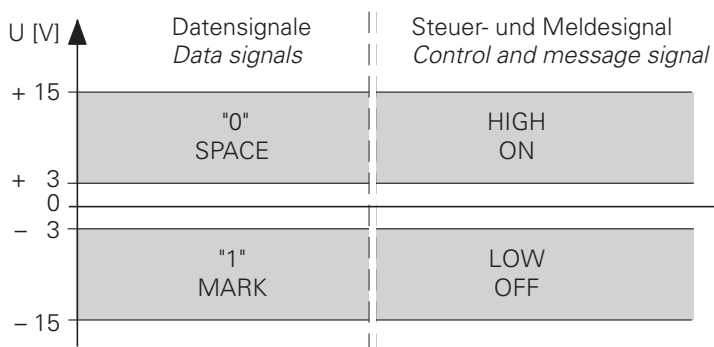 U [V]
Datensignale
Data signals
Steuer- und Meldesignal
Control and message signal
+ 15
"0"
SPACE
HIGH
ON
+ 3
0
– 3
"1"
MARK
LOW
OFF
– 15